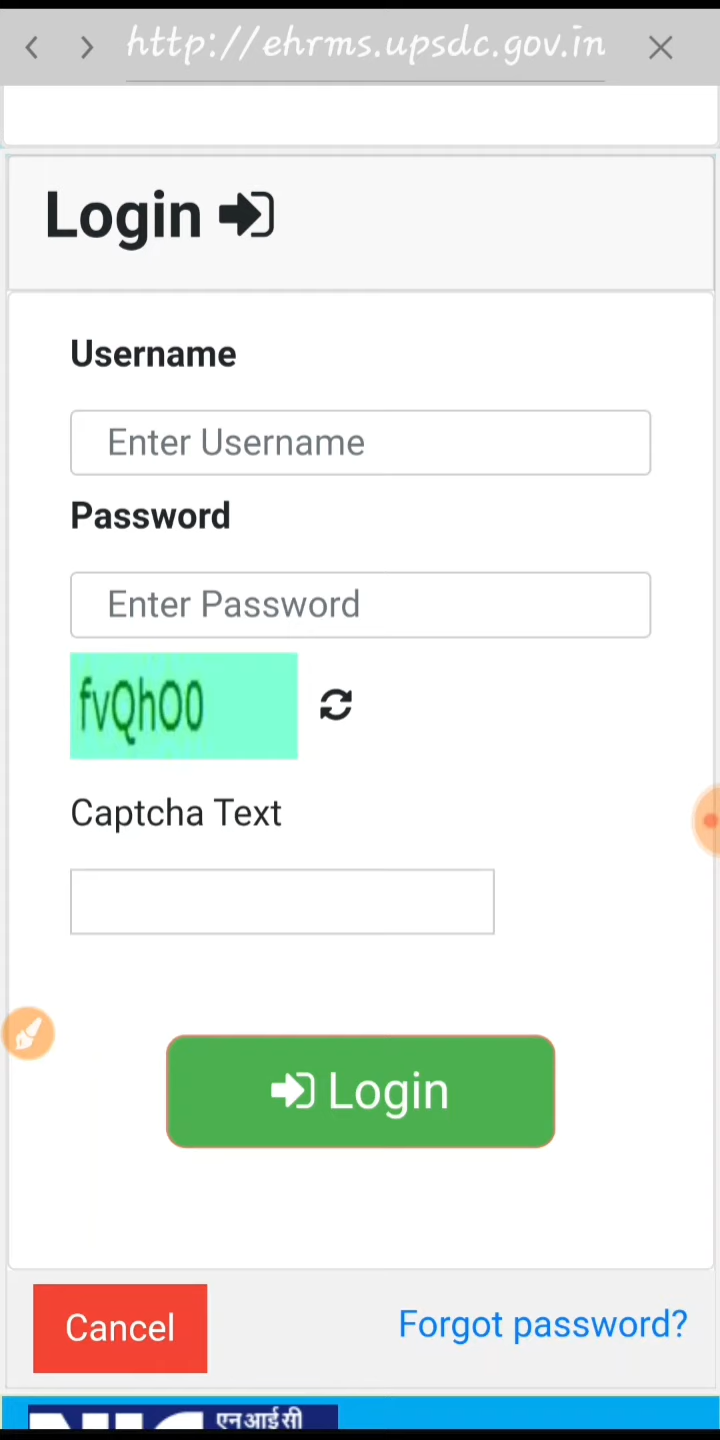 http://ehrms.upsdc.gov.in
Login
Username
Enter Username
Password
Enter Password
fvQhO0
Captcha Text
Login
Cancel
Forgot password?
NIC एनआईसी